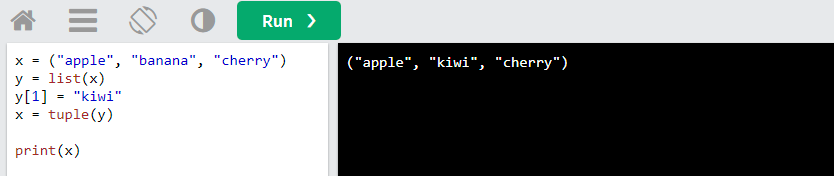 Run ❯
x = ("apple", "banana", "cherry")
y = list(x)
y[1] = "kiwi"
x = tuple(y)
print(x)
("apple", "kiwi", "cherry")